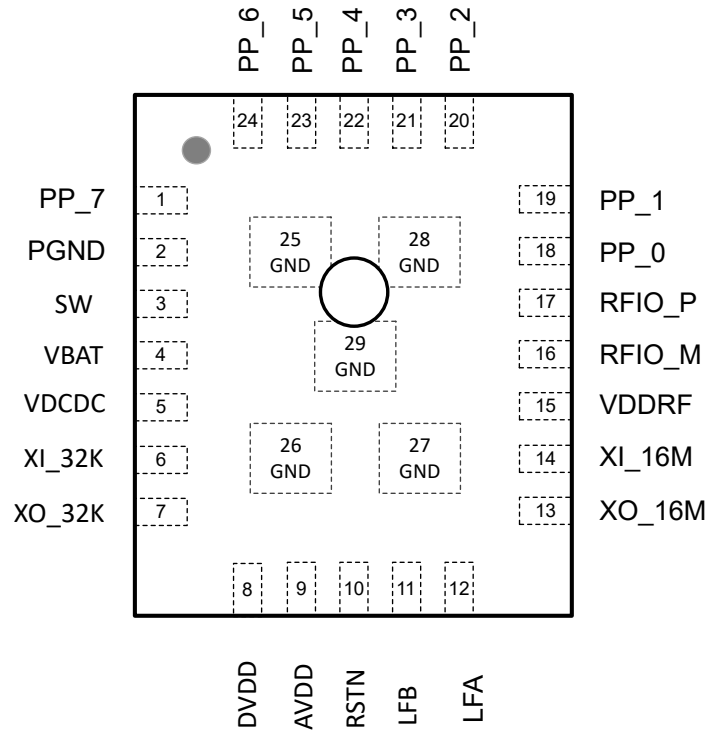 PP_6
PP_5
PP_4
PP_3
PP_2
24
23
22
21
20
PP_7
1
19
PP_1
PGND
2
25
GND
28
GND
18
PP_0
SW
3
17
RFIO_P
VBAT
4
29
GND
16
RFIO_M
VDCDC
5
15
VDDRF
XI_32K
6
26
GND
27
GND
14
XI_16M
XO_32K
7
13
XO_16M
8
9
10
11
12
DVDD
AVDD
RSTN
LFB
LFA